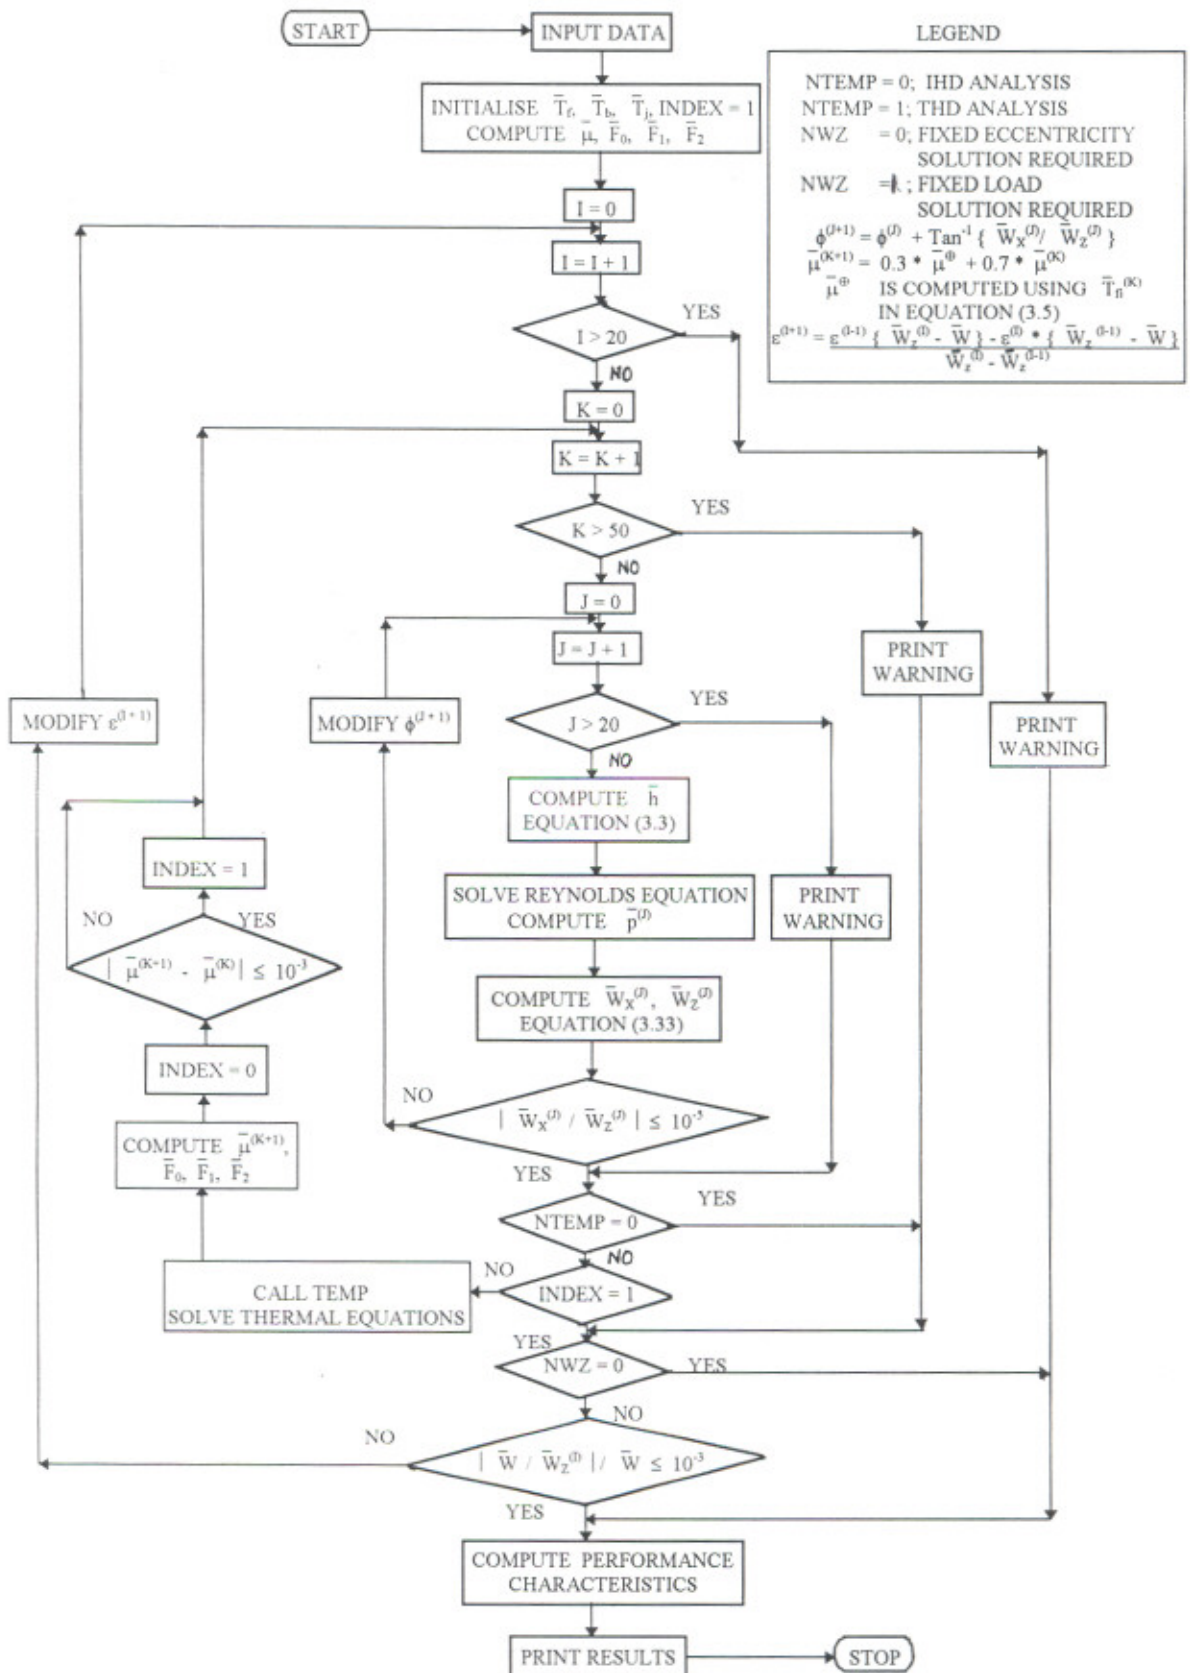 START
INPUT DATA
INITIALISE T̄f, T̄b, T̄j, INDEX = 1
COMPUTE μ̄, F̄₀, F̄₁, F̄₂
LEGEND
NTEMP = 0; IHD ANALYSIS
NTEMP = 1; THD ANALYSIS
NWZ = 0; FIXED ECCENTRICITY
SOLUTION REQUIRED
NWZ = ; FIXED LOAD
SOLUTION REQUIRED
ϕ^(J+1) = ϕ^(J) + Tan⁻¹ { W̄x^(J)/ W̄z^(J) }
μ̄^(K+1) = 0.3 * μ̄^⊕ + 0.7 * μ̄^(K)
μ̄^⊕ IS COMPUTED USING T̄fl^(K)
IN EQUATION (3.5)
ε^(I+1) = ε^(I-1) { W̄z^(I) - W̄ } - ε^(I) * { W̄z^(I-1) - W̄ }
W̄z^(I) - W̄z^(I-1)
I = 0
I = I + 1
I > 20
YES
NO
K = 0
K = K + 1
K > 50
YES
NO
J = 0
J = J + 1
PRINT
WARNING
MODIFY ε^(I + 1)
MODIFY ϕ^(J + 1)
J > 20
YES
PRINT
WARNING
NO
COMPUTE h̄
EQUATION (3.3)
INDEX = 1
SOLVE REYNOLDS EQUATION
COMPUTE p̄^(J)
PRINT
WARNING
NO
YES
| μ̄^(K+1) - μ̄^(K) | ≤ 10⁻³
COMPUTE W̄X^(J), W̄Z^(J)
EQUATION (3.33)
INDEX = 0
NO
| W̄X^(J) / W̄Z^(J) | ≤ 10⁻³
COMPUTE μ̄^(K+1),
F̄₀, F̄₁, F̄₂
YES
YES
NTEMP = 0
NO
NO
CALL TEMP
SOLVE THERMAL EQUATIONS
INDEX = 1
YES
NWZ = 0
YES
NO
NO
| W̄ / W̄Z^(I) | / W̄ ≤ 10⁻³
YES
COMPUTE PERFORMANCE
CHARACTERISTICS
PRINT RESULTS
STOP